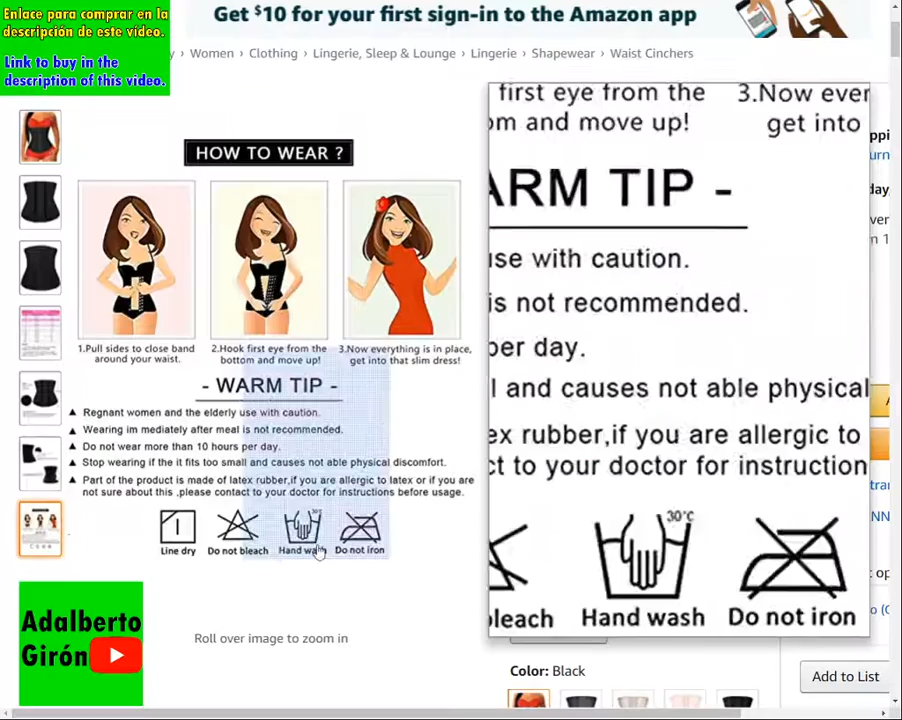 Enlace para comprar en la
descripción de este video.
Link to buy in the
description of this video.
Get $10 for your first sign-in to the Amazon app
Women › Clothing › Lingerie, Sleep & Lounge › Lingerie › Shapewear › Waist Cinchers
HOW TO WEAR ?
1.Pull sides to close band
around your waist.
2.Hook first eye from the
bottom and move up!
3.Now everything is in place,
get into that slim dress!
- WARM TIP -
▲ Regnant women and the elderly use with caution.
▲ Wearing im mediately after meal is not recommended.
▲ Do not wear more than 10 hours per day.
▲ Stop wearing if the it fits too small and causes not able physical discomfort.
▲ Part of the product is made of latex rubber,if you are allergic to latex or if you are
not sure about this ,please contact to your doctor for instructions before usage.
30°C
Line dry
Do not bleach
Hand wash
Do not iron
first eye from the
om and move up!
3.Now ever
get into
ARM TIP -
use with caution.
is not recommended.
per day.
l and causes not able physical
ex rubber,if you are allergic to
ct to your doctor for instruction
30°C
bleach
Hand wash
Do not iron
Adalberto
Girón
Roll over image to zoom in
Color: Black
Add to List